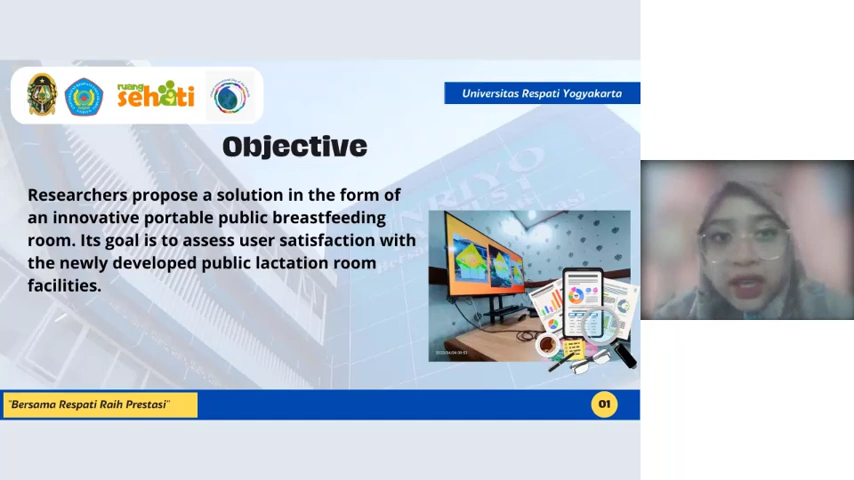 ruang
sehati
Universitas Respati Yogyakarta
Objective
Researchers propose a solution in the form of
an innovative portable public breastfeeding
room. Its goal is to assess user satisfaction with
the newly developed public lactation room
facilities.
"Bersama Respati Raih Prestasi"
01